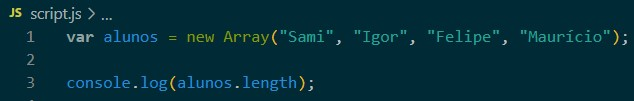 JS script.js > ...
1 var alunos = new Array("Sami", "Igor", "Felipe", "Maurício");
2
3 console.log(alunos.length);